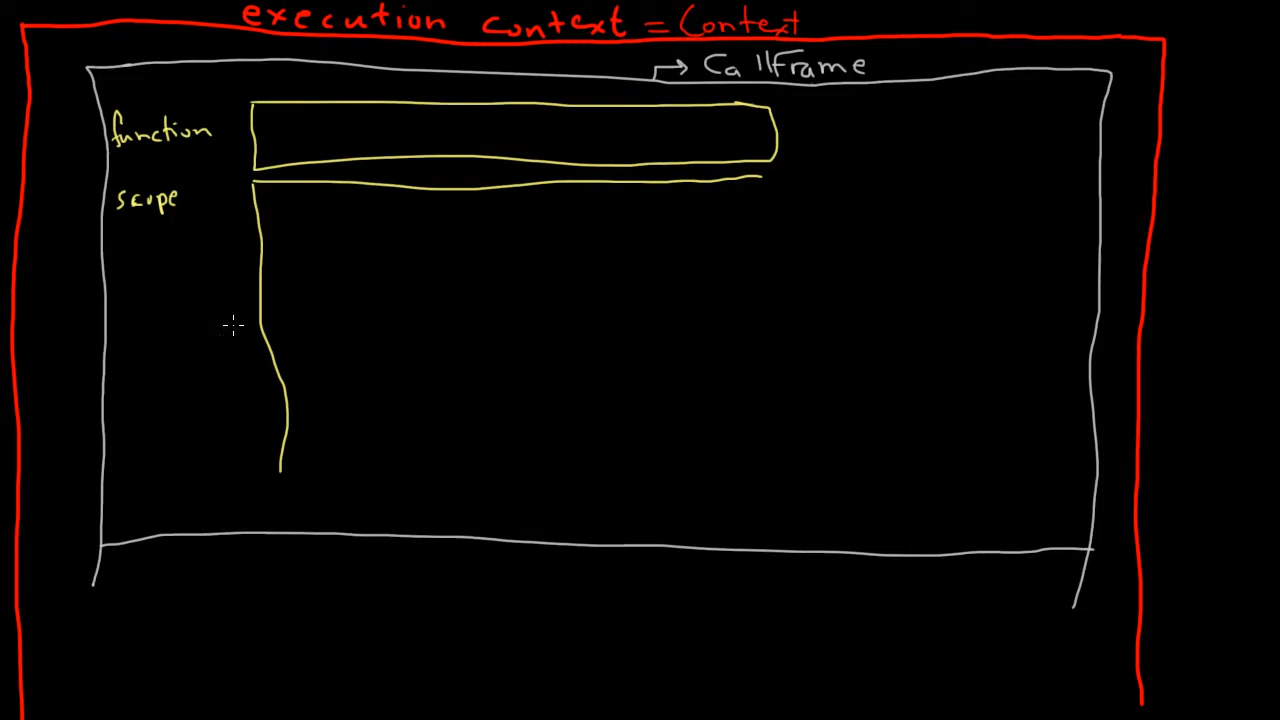 execution context = Context
→ CallFrame
function
scope